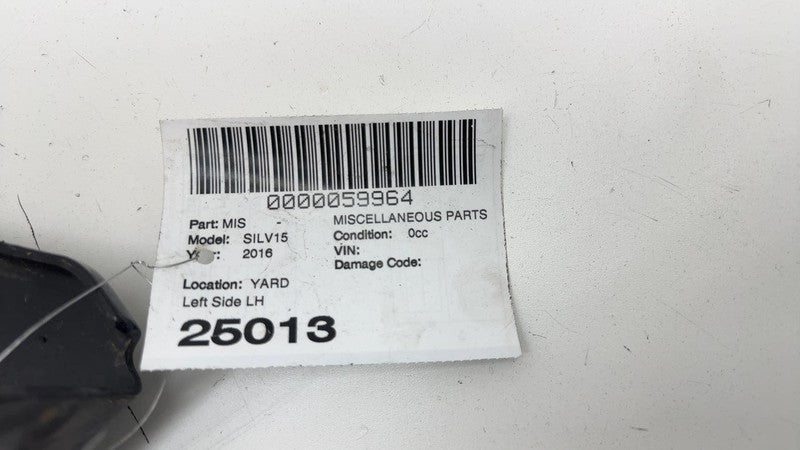 0000059964
Part: MIS - MISCELLANEOUS PARTS
Model: SILV15 Condition: 0cc
2016 VIN:
Damage Code:
Location: YARD
Left Side LH
25013